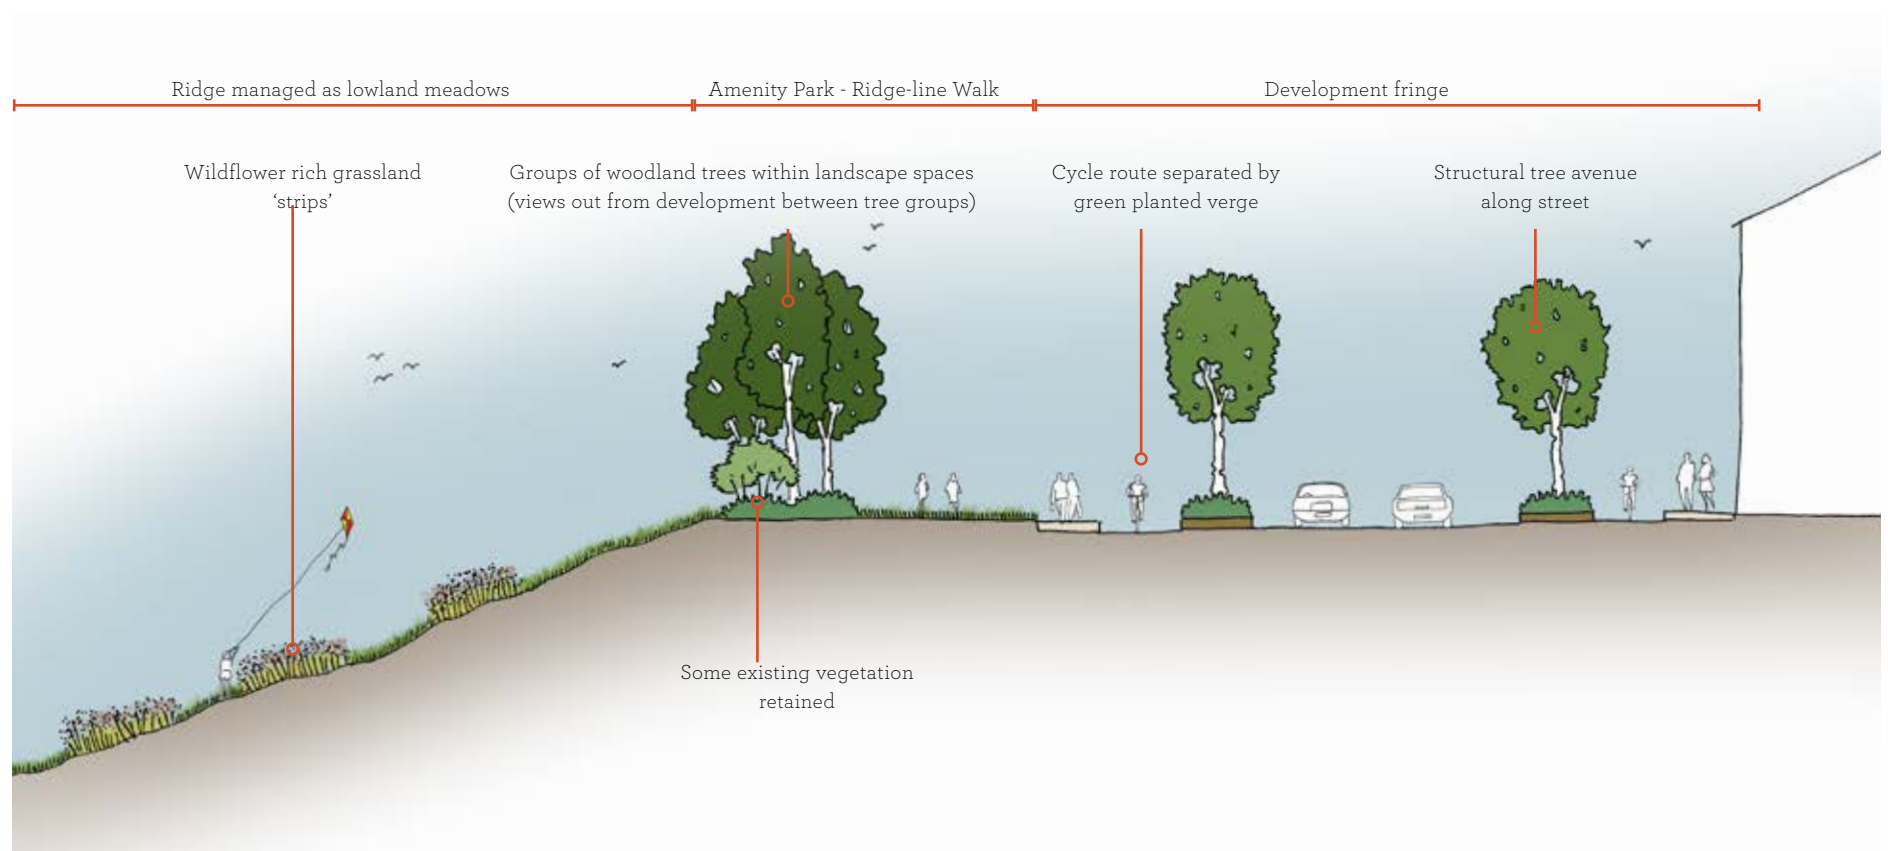 Ridge managed as lowland meadows
Amenity Park - Ridge-line Walk
Development fringe
Wildflower rich grassland
‘strips’
Groups of woodland trees within landscape spaces
(views out from development between tree groups)
Cycle route separated by
green planted verge
Structural tree avenue
along street
Some existing vegetation
retained